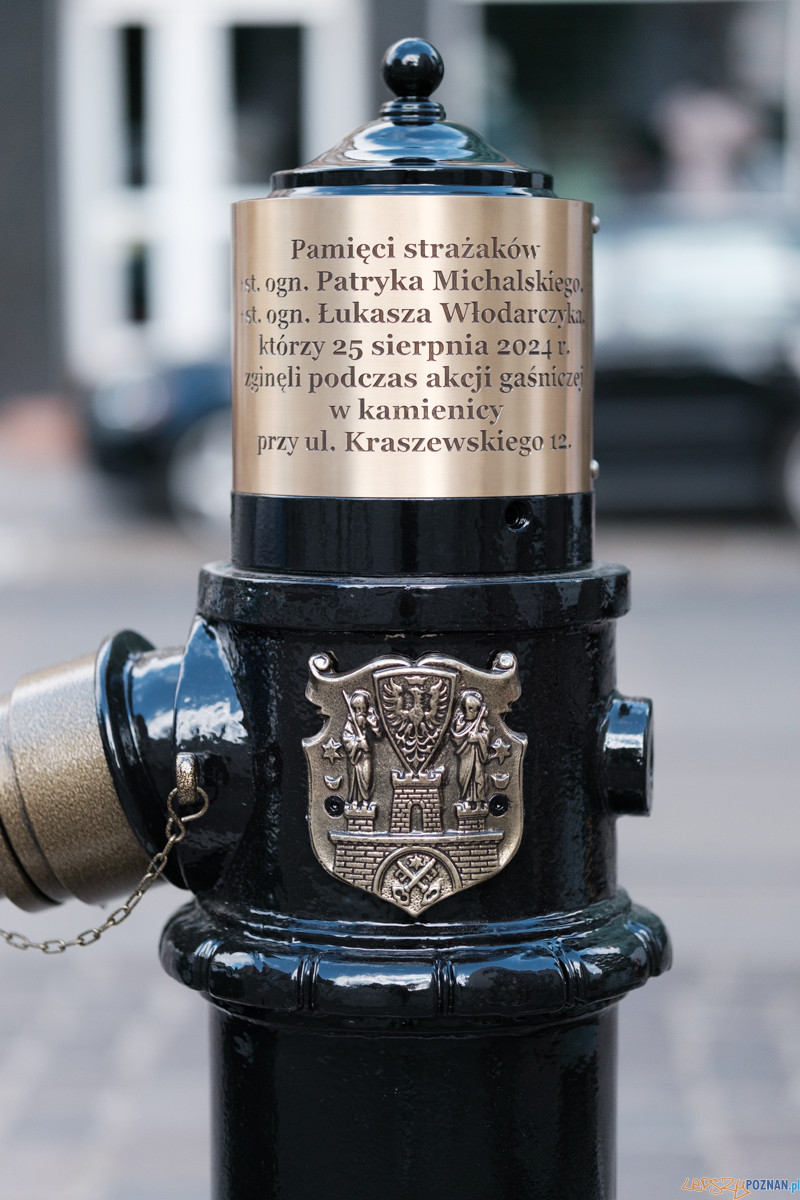 Pamięci strażaków
st. ogn. Patryka Michalskiego.
st. ogn. Łukasza Włodarczyka.
którzy 25 sierpnia 2024 r.
zginęli podczas akcji gaśniczej
w kamienicy
przy ul. Kraszewskiego 12.
LEPSZYPOZNAN.pl